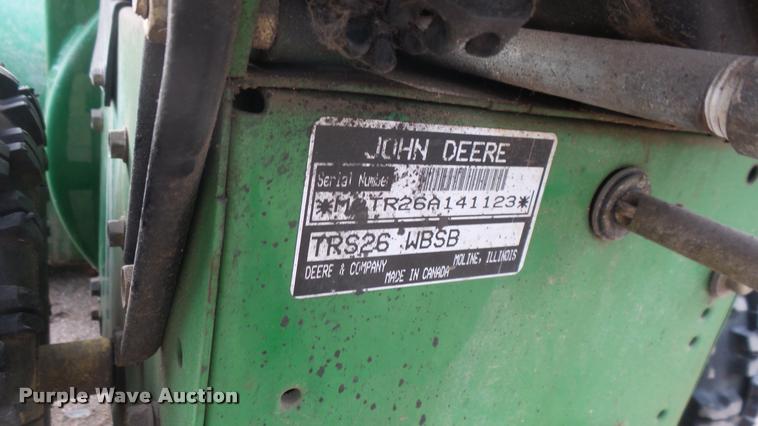 JOHN DEERE
Serial Number
TR26A141123*
TRS26 WBSB
DEERE & COMPANY MOLINE, ILLINOIS
MADE IN CANADA
Purple Wave Auction